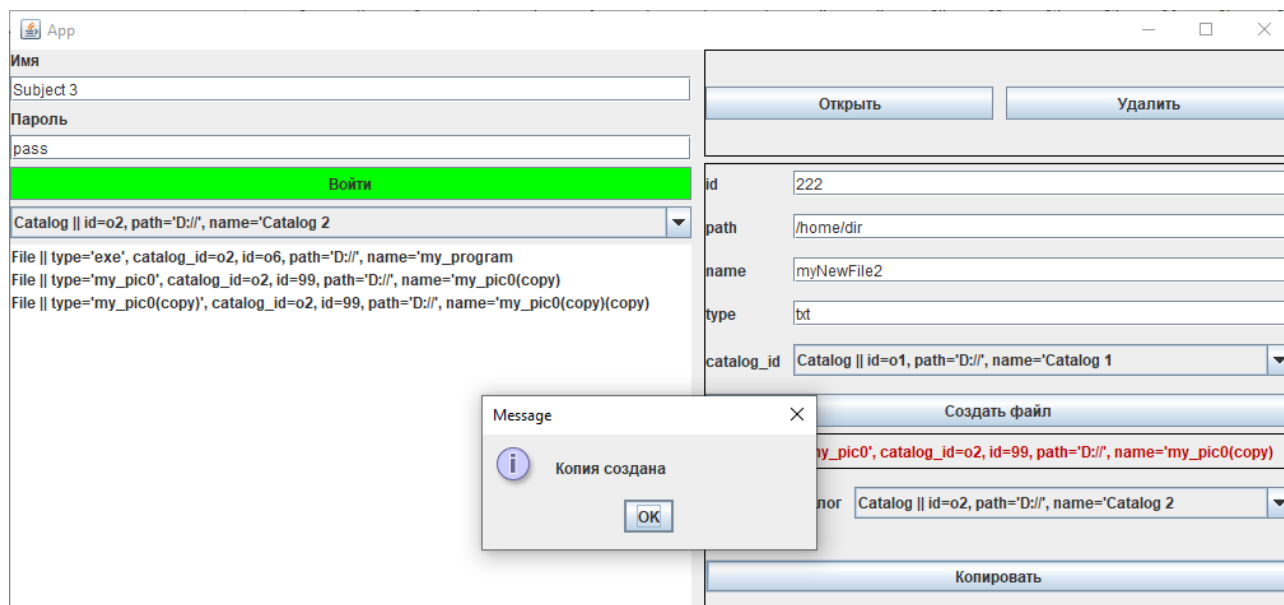 App
Имя
Subject 3
Пароль
pass
Войти
Catalog || id=o2, path='D://', name='Catalog 2
File || type='exe', catalog_id=o2, id=o6, path='D://', name='my_program
File || type='my_pic0', catalog_id=o2, id=99, path='D://', name='my_pic0(copy)
File || type='my_pic0(copy)', catalog_id=o2, id=99, path='D://', name='my_pic0(copy)(copy)
Открыть
Удалить
id
222
path
/home/dir
name
myNewFile2
type
txt
catalog_id
Catalog || id=o1, path='D://', name='Catalog 1
Создать файл
my_pic0', catalog_id=o2, id=99, path='D://', name='my_pic0(copy)
лог
Catalog || id=o2, path='D://', name='Catalog 2
Копировать
Message
Копия создана
OK